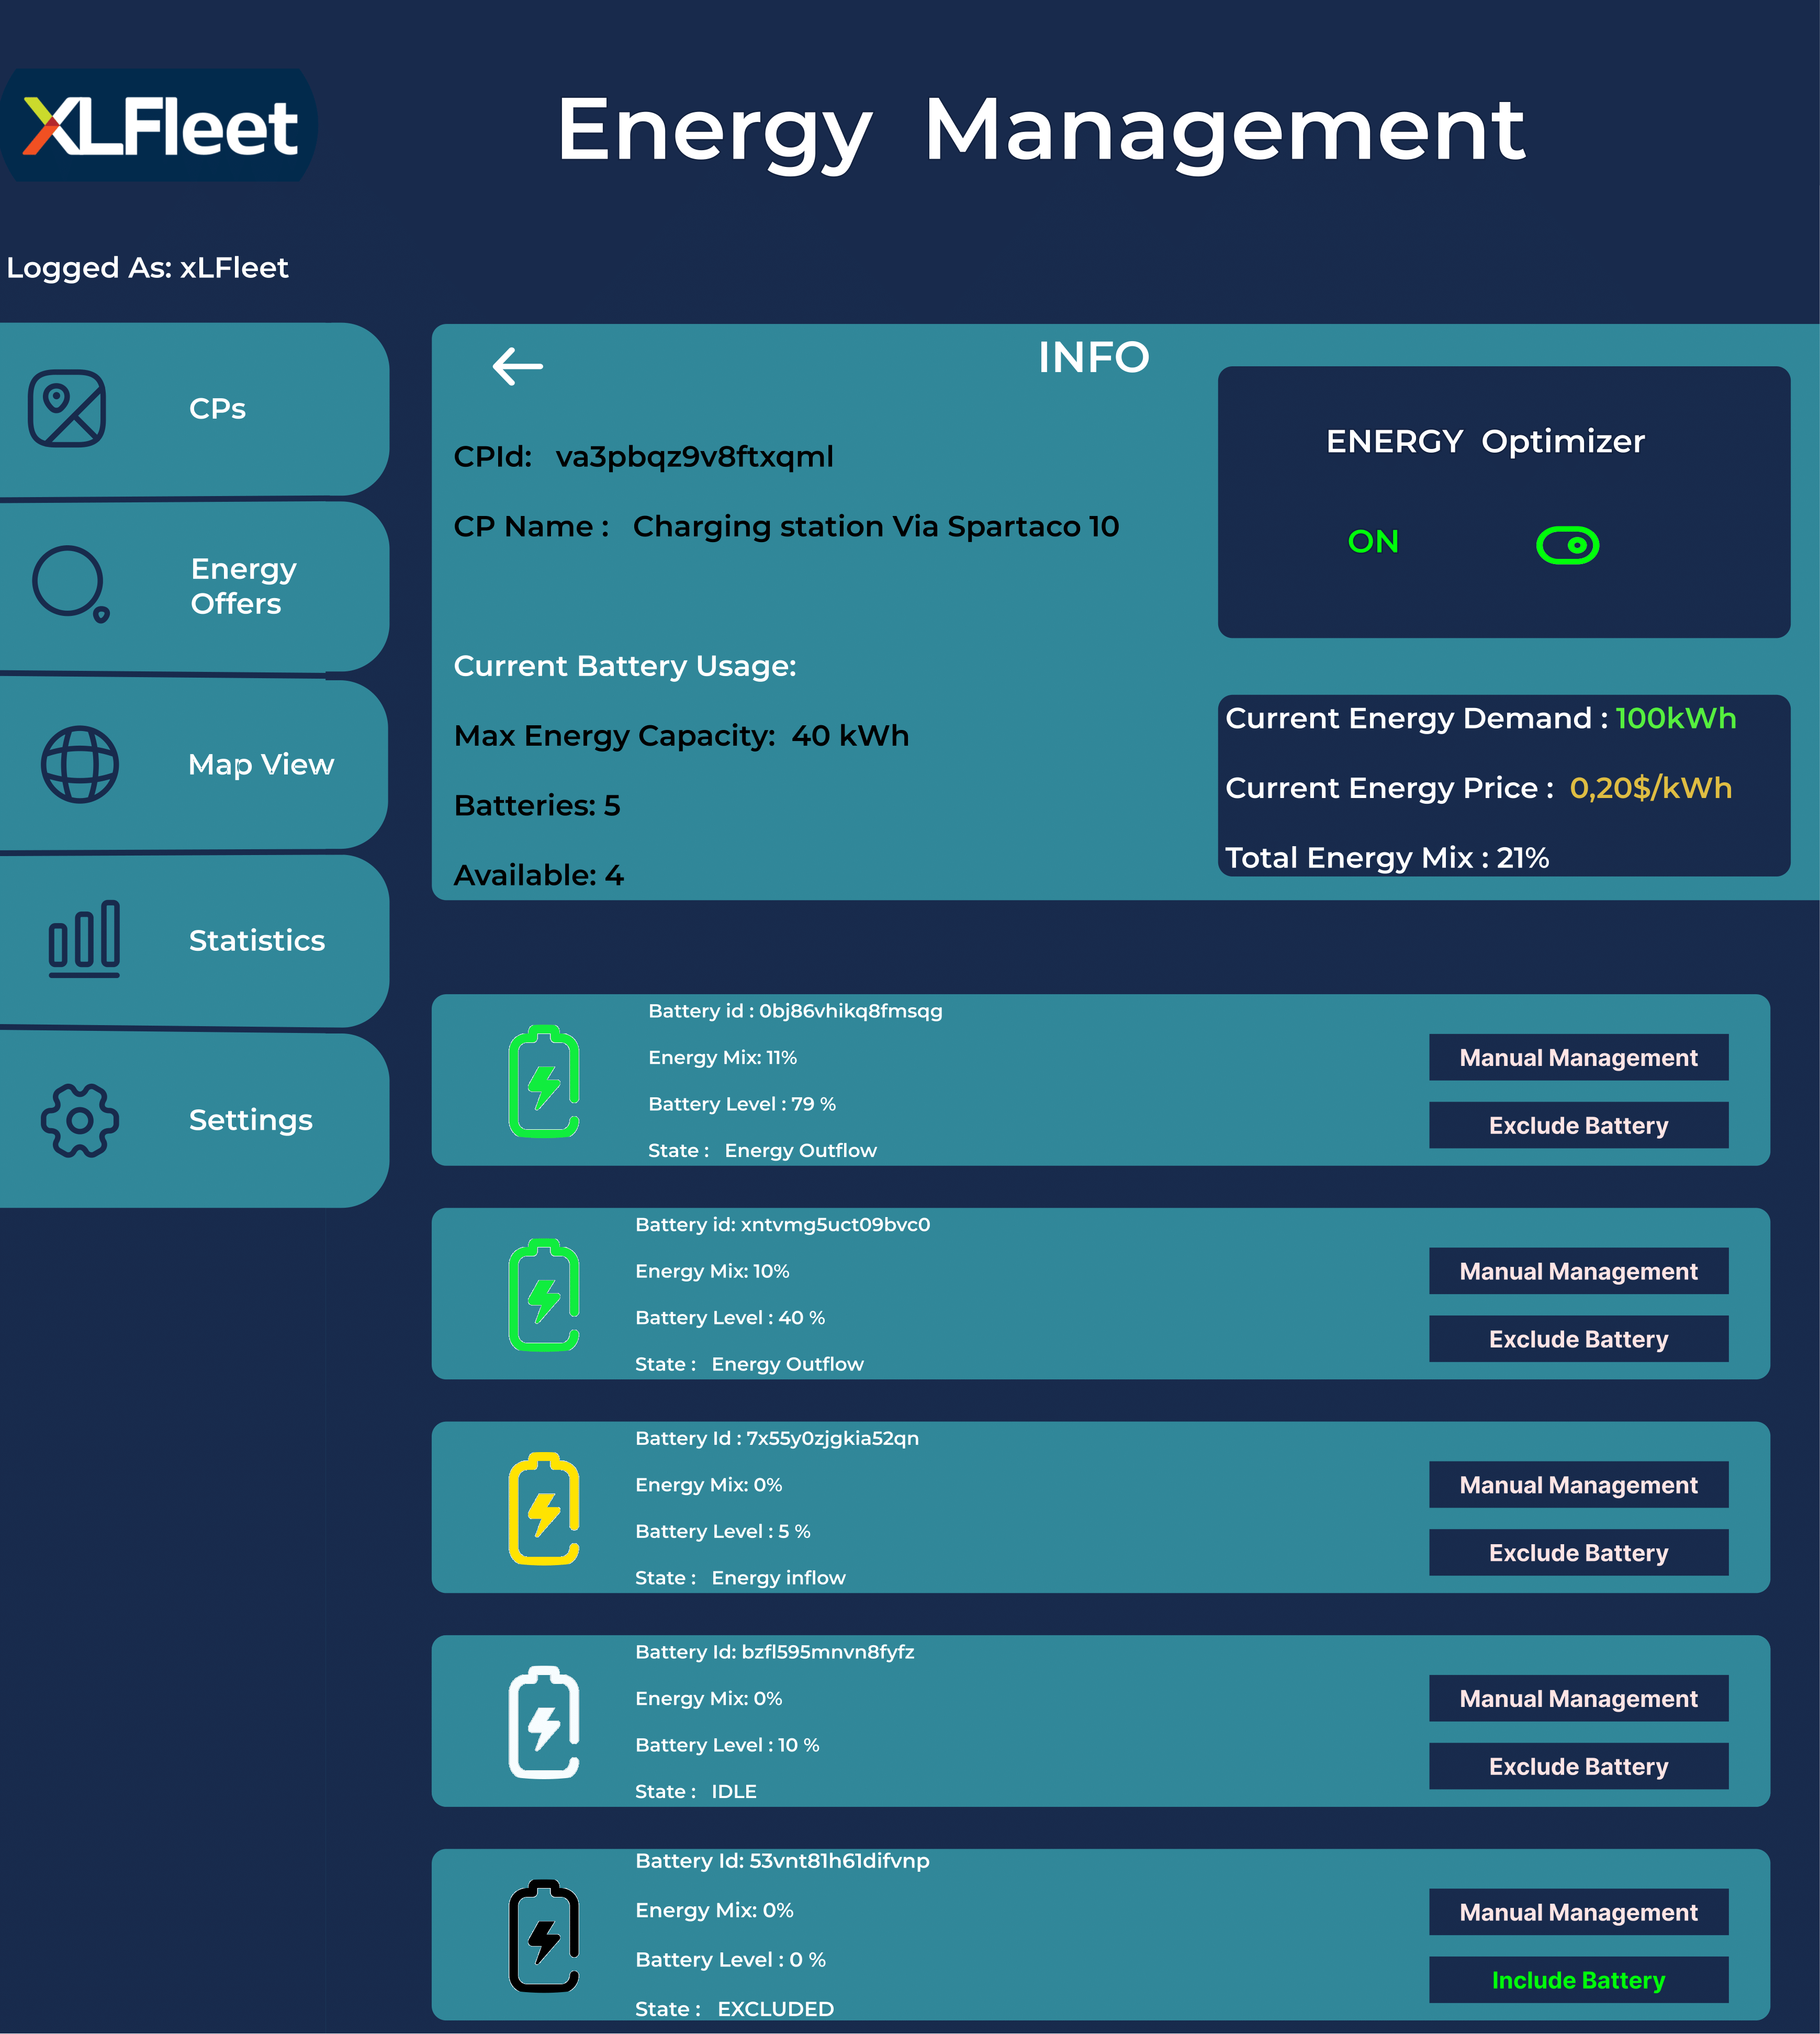 XLFleet
Energy Management
Logged As: xLFleet
CPs
Energy
Offers
Map View
Statistics
Settings
INFO
CPId: va3pbqz9v8ftxqml
CP Name : Charging station Via Spartaco 10
Current Battery Usage:
Max Energy Capacity: 40 kWh
Batteries: 5
Available: 4
ENERGY Optimizer
ON
Current Energy Demand : 100kWh
Current Energy Price : 0,20$/kWh
Total Energy Mix : 21%
Battery id : 0bj86vhikq8fmsqg
Energy Mix: 11%
Battery Level : 79 %
State : Energy Outflow
Manual Management
Exclude Battery
Battery id: xntvmg5uct09bvc0
Energy Mix: 10%
Battery Level : 40 %
State : Energy Outflow
Manual Management
Exclude Battery
Battery Id : 7x55y0zjgkia52qn
Energy Mix: 0%
Battery Level : 5 %
State : Energy inflow
Manual Management
Exclude Battery
Battery Id: bzfl595mnvn8fyfz
Energy Mix: 0%
Battery Level : 10 %
State : IDLE
Manual Management
Exclude Battery
Battery Id: 53vnt81h61difvnp
Energy Mix: 0%
Battery Level : 0 %
State : EXCLUDED
Manual Management
Include Battery